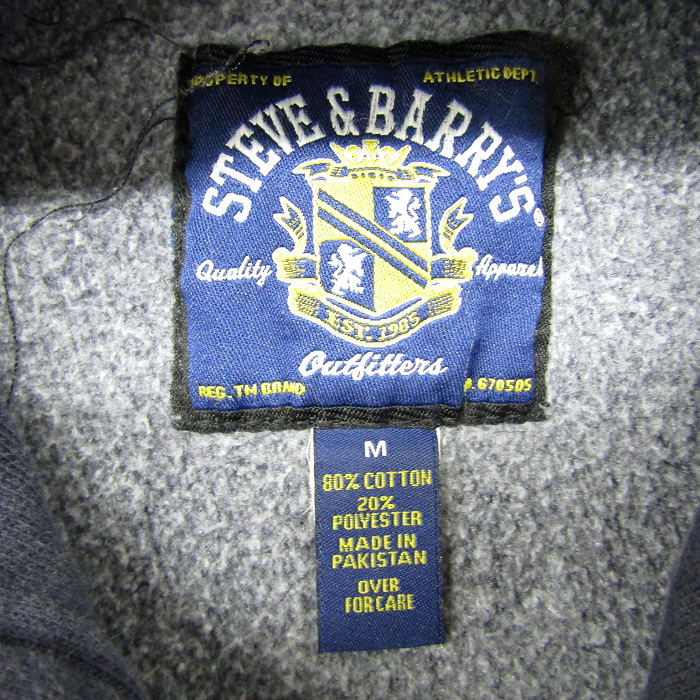 PROPERTY OF ATHLETIC DEPT.
STEVE & BARRY'S®
Quality Apparel
EST. 1985
Outfitters
REG. TM BRAND 670505
M
80% COTTON
20%
POLYESTER
MADE IN
PAKISTAN
OVER
FOR CARE